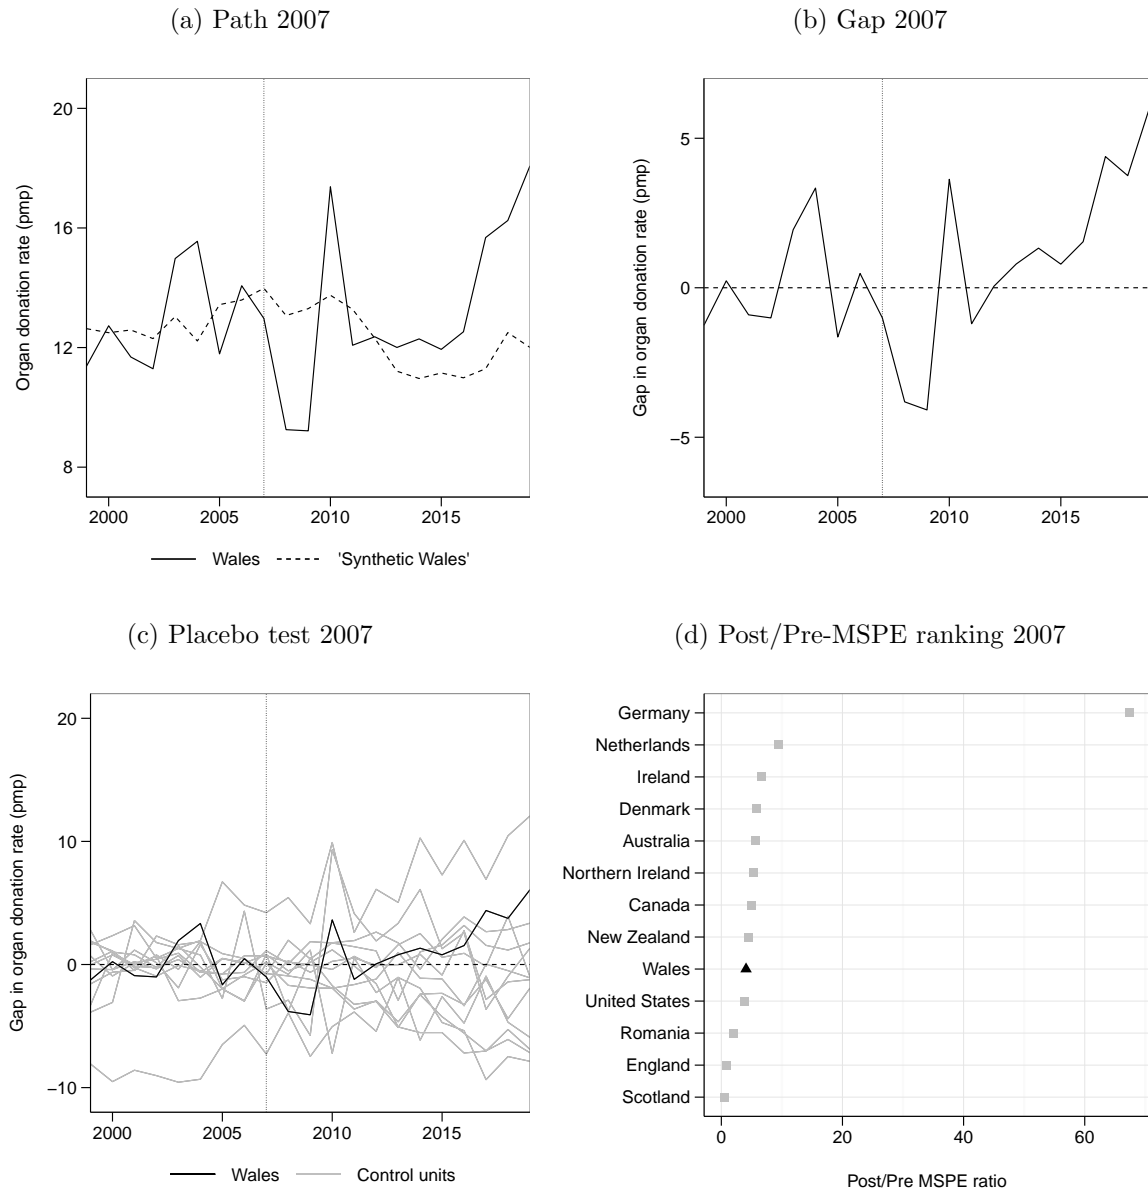 (a) Path 2007
(b) Gap 2007
Organ donation rate (pmp)
20
16
12
8
2000 2005 2010 2015
Wales 'Synthetic Wales'
Gap in organ donation rate (pmp)
5
0
−5
2000 2005 2010 2015
(c) Placebo test 2007
(d) Post/Pre-MSPE ranking 2007
Gap in organ donation rate (pmp)
20
10
0
−10
2000 2005 2010 2015
Wales Control units
Germany
Netherlands
Ireland
Denmark
Australia
Northern Ireland
Canada
New Zealand
Wales
United States
Romania
England
Scotland
0 20 40 60
Post/Pre MSPE ratio